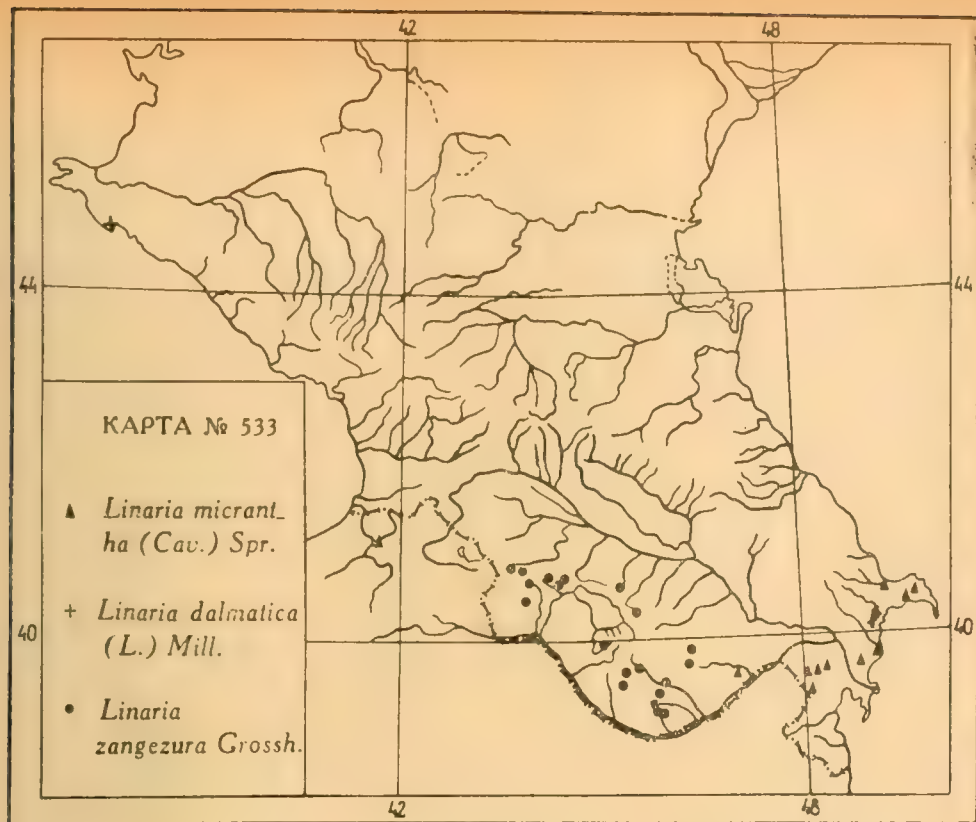 42 48
44 44
КАРТА № 533
Linaria micrant_
ha (Cav.) Spr.
Linaria dalmatica
(L.) Mill.
40 40
Linaria
zangezura Grossh.
42 48